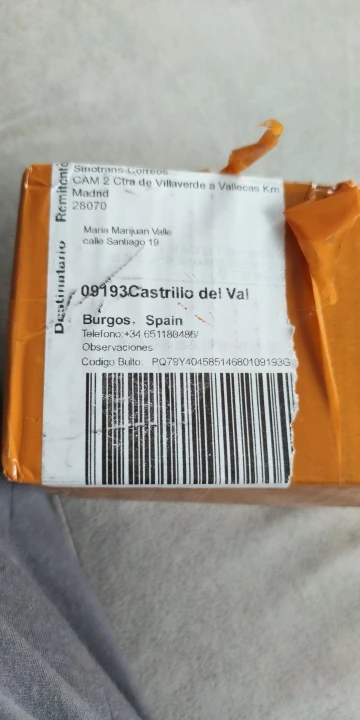 Remitente
Sinotrans-Correos
CAM 2 Ctra de Villaverde a Vallecas Km
Madrid
28070
Destinatario
Maria Marijuan Valle
calle Santiago 19
09193Castrillo del Val
Burgos, Spain
Telefono:+34 651180486/
Observaciones
Codigo Bulto: PQ79Y40458514680109193G